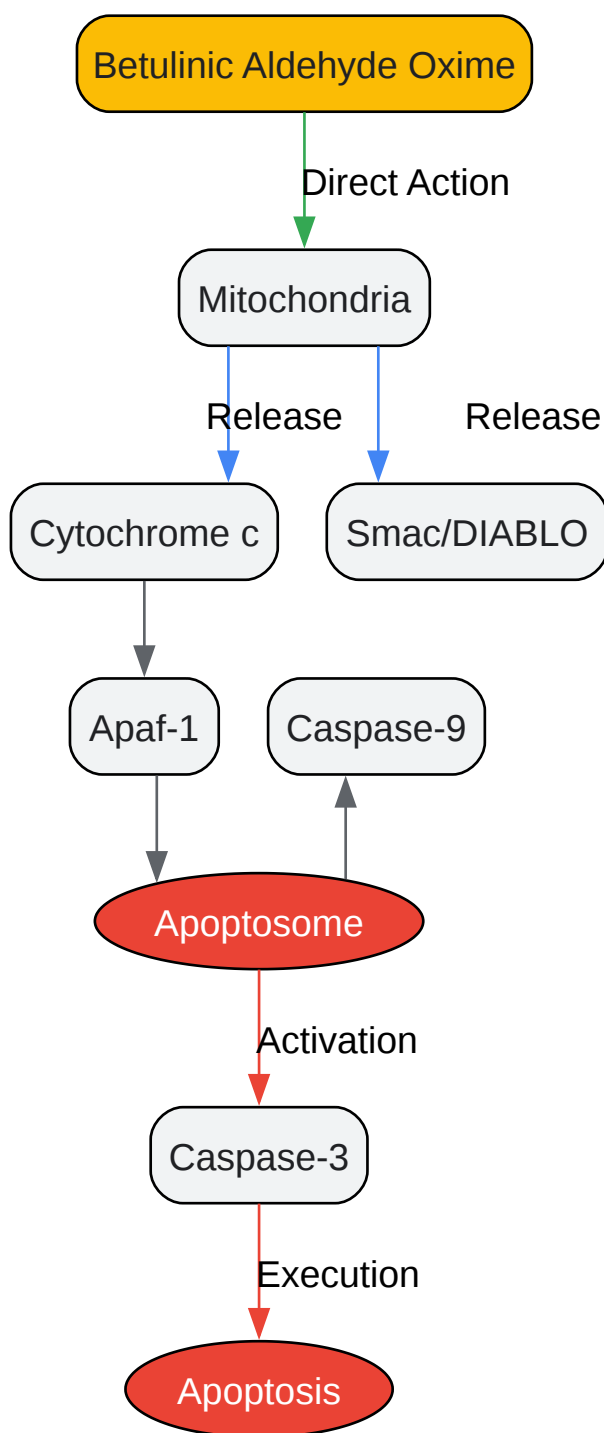 Betulinic Aldehyde Oxime
Direct Action
Mitochondria
Release
Release
Cytochrome c
Smac/DIABLO
Apaf-1
Caspase-9
Apoptosome
Activation
Caspase-3
Execution
Apoptosis